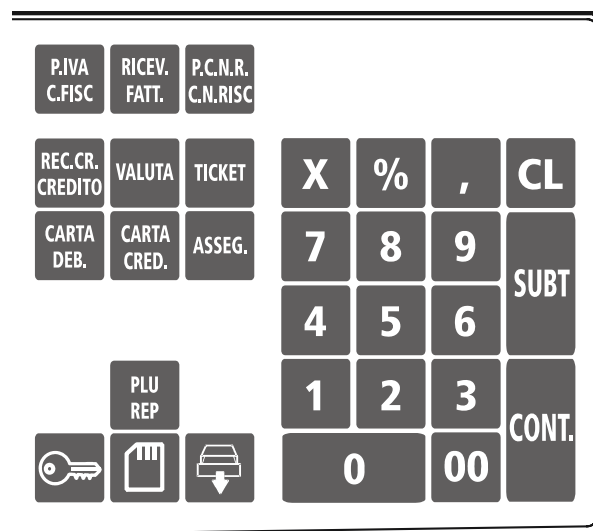 P.IVA
C.FISC
RICEV.
FATT.
P.C.N.R.
C.N.RISC
REC.CR.
CREDITO
VALUTA
TICKET
X
%
,
CL
CARTA
DEB.
CARTA
CRED.
ASSEG.
7
8
9
SUBT
4
5
6
PLU
REP
1
2
3
CONT.
0
00